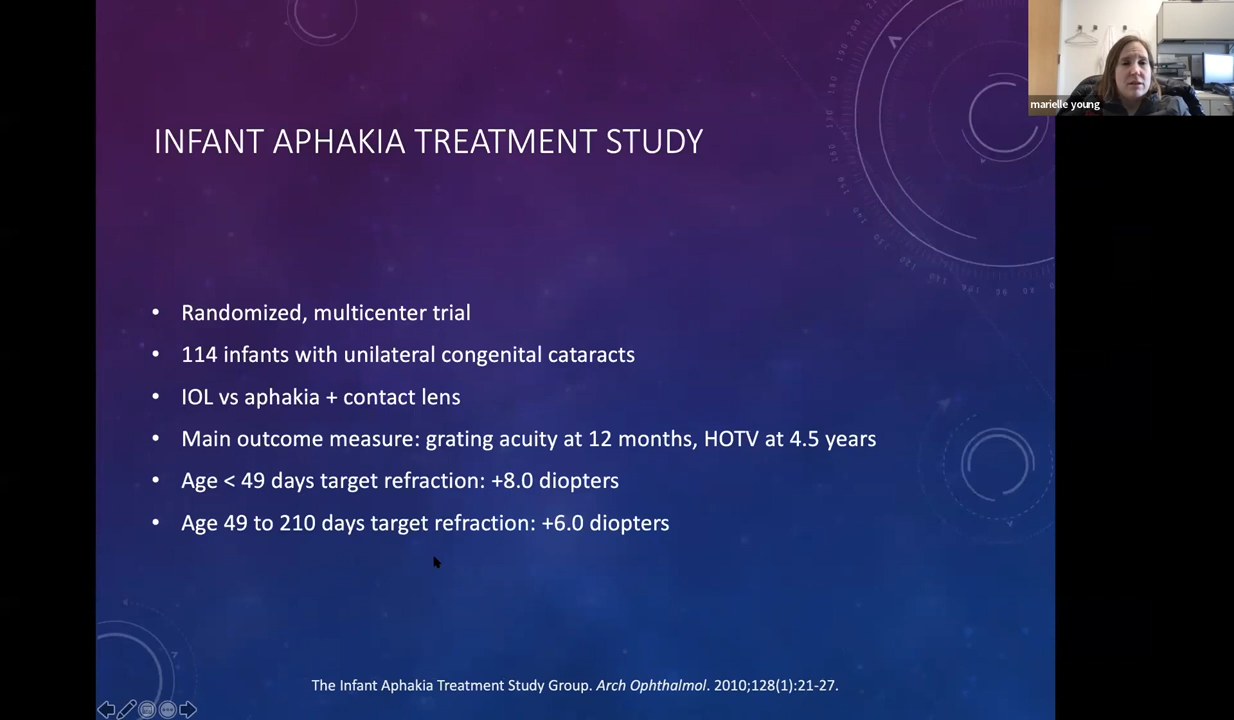 marielle young
INFANT APHAKIA TREATMENT STUDY
• Randomized, multicenter trial
• 114 infants with unilateral congenital cataracts
• IOL vs aphakia + contact lens
• Main outcome measure: grating acuity at 12 months, HOTV at 4.5 years
• Age < 49 days target refraction: +8.0 diopters
• Age 49 to 210 days target refraction: +6.0 diopters
The Infant Aphakia Treatment Study Group. Arch Ophthalmol. 2010;128(1):21-27.